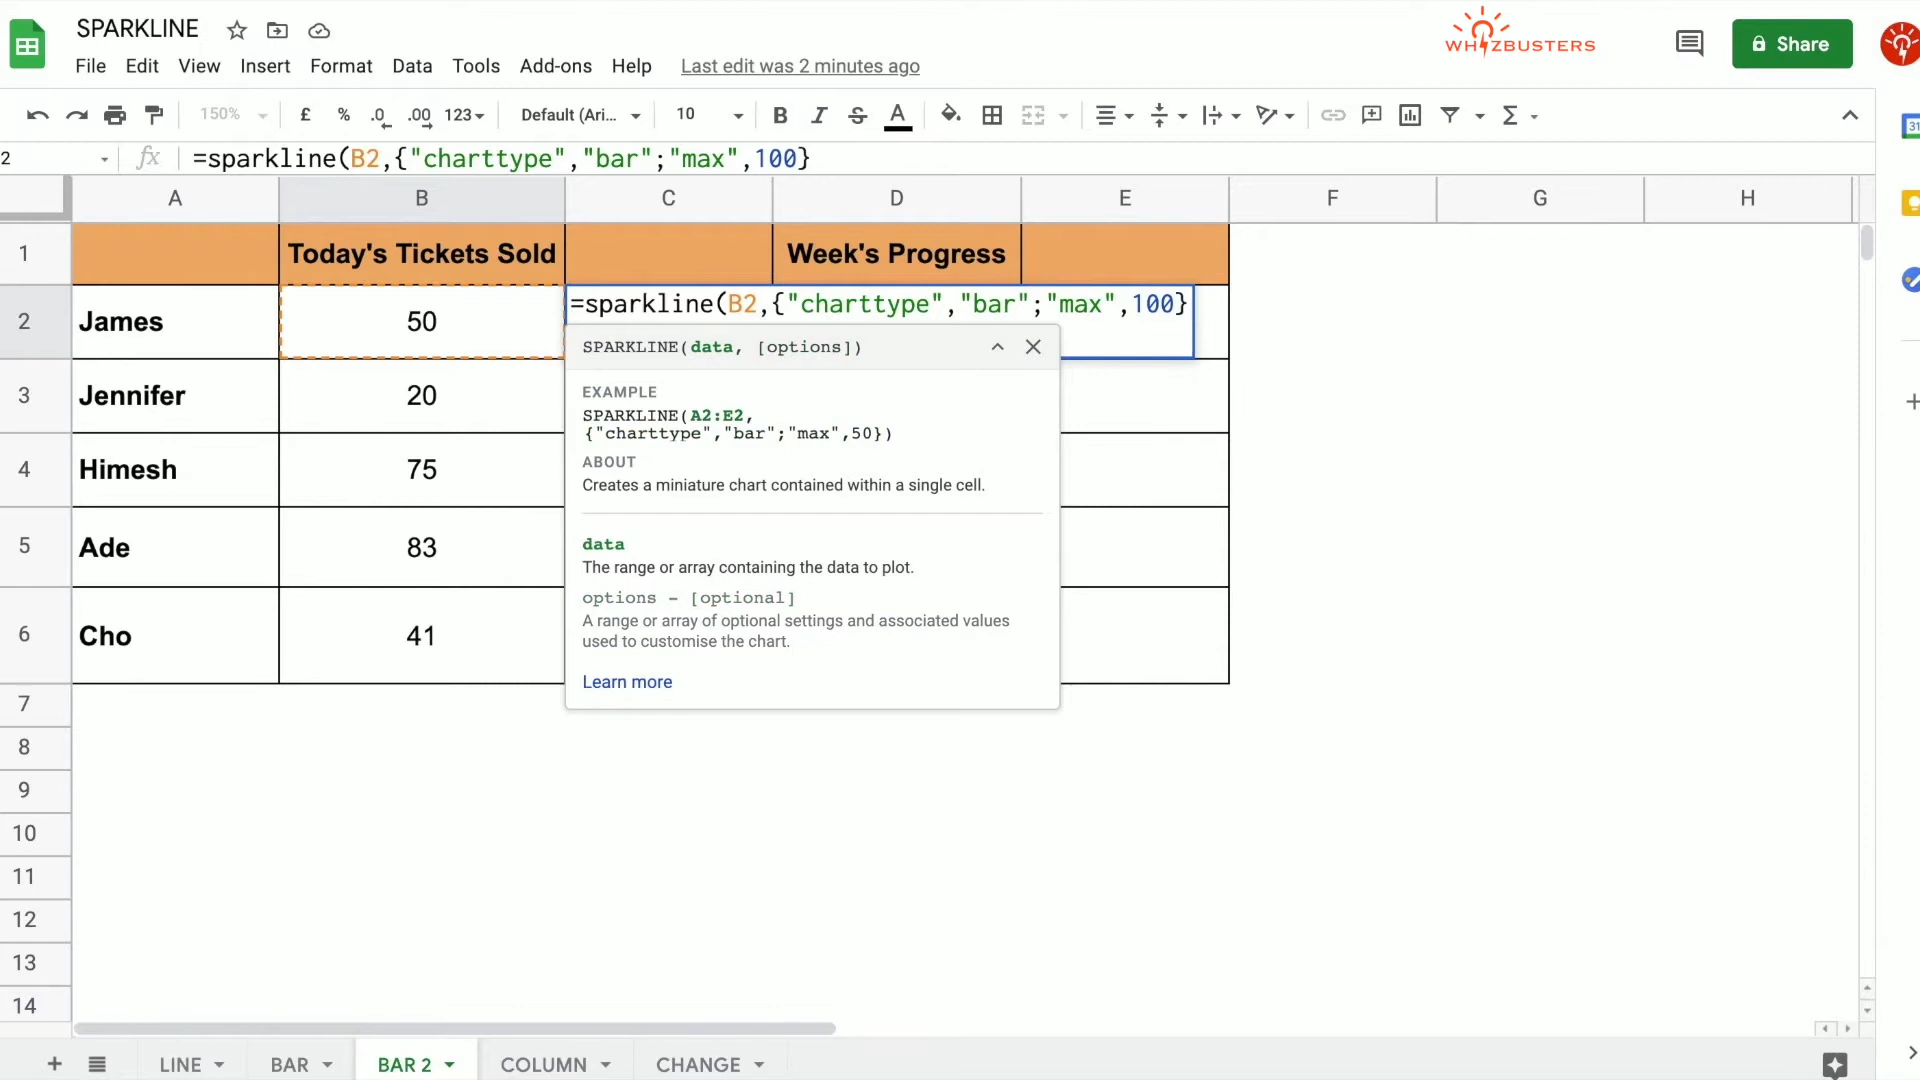 SPARKLINE
WHIZBUSTERS
Share
File Edit View Insert Format Data Tools Add-ons Help Last edit was 2 minutes ago
150% £ % .0 .00 123 Default (Ari... 10 B I S A Σ
31
2 fx =sparkline(B2,{"charttype","bar";"max",100}
A B C D E F G H
1 Today's Tickets Sold Week's Progress
2 James 50 =sparkline(B2,{"charttype","bar";"max",100}
SPARKLINE(data, [options])
3 Jennifer 20
EXAMPLE
SPARKLINE(A2:E2,
{"charttype","bar";"max",50})
4 Himesh 75
ABOUT
Creates a miniature chart contained within a single cell.
5 Ade 83
data
The range or array containing the data to plot.
options - [optional]
A range or array of optional settings and associated values
used to customise the chart.
6 Cho 41
Learn more
7
8
9
10
11
12
13
14
+ LINE BAR BAR 2 COLUMN CHANGE